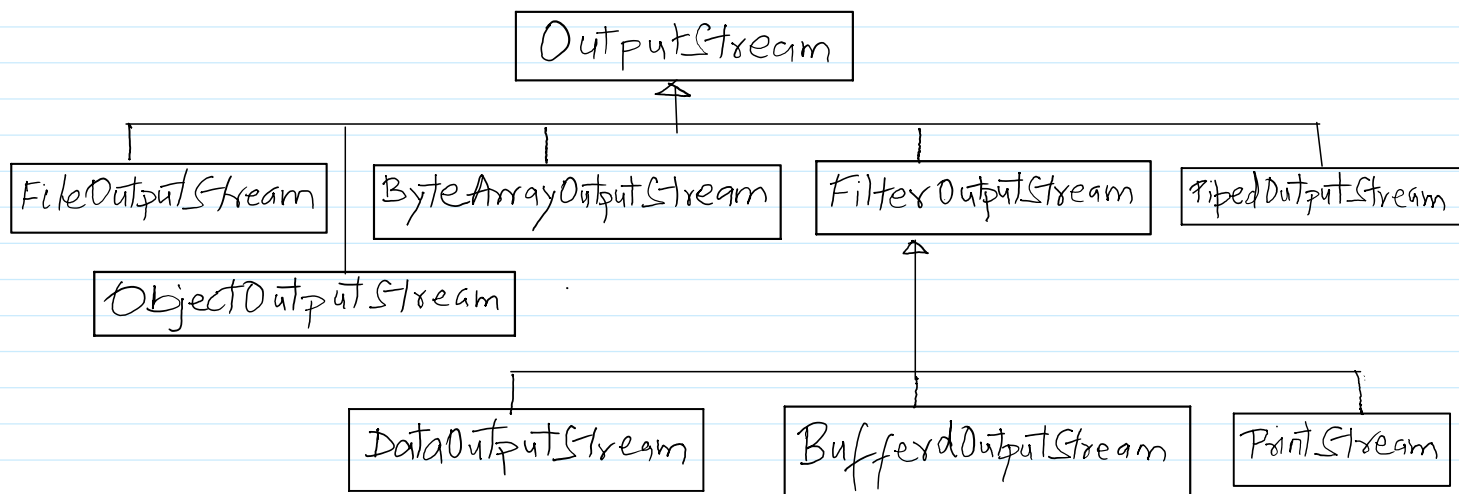 OutputStream
FileOutputStream
ByteArrayOutputStream
FilterOutputStream
PipedOutputStream
ObjectOutputStream
DataOutputStream
BufferdOutputStream
PrintStream